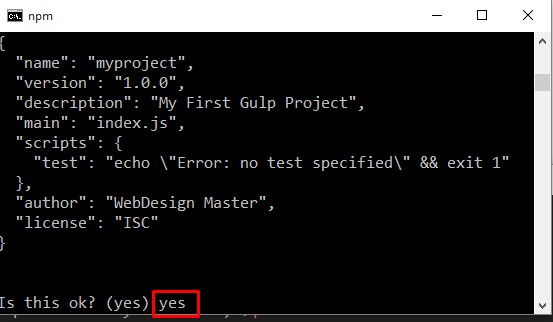 npm
{
  "name": "myproject",
  "version": "1.0.0",
  "description": "My First Gulp Project",
  "main": "index.js",
  "scripts": {
    "test": "echo \"Error: no test specified\" && exit 1"
  },
  "author": "WebDesign Master",
  "license": "ISC"
}
Is this ok? (yes) yes